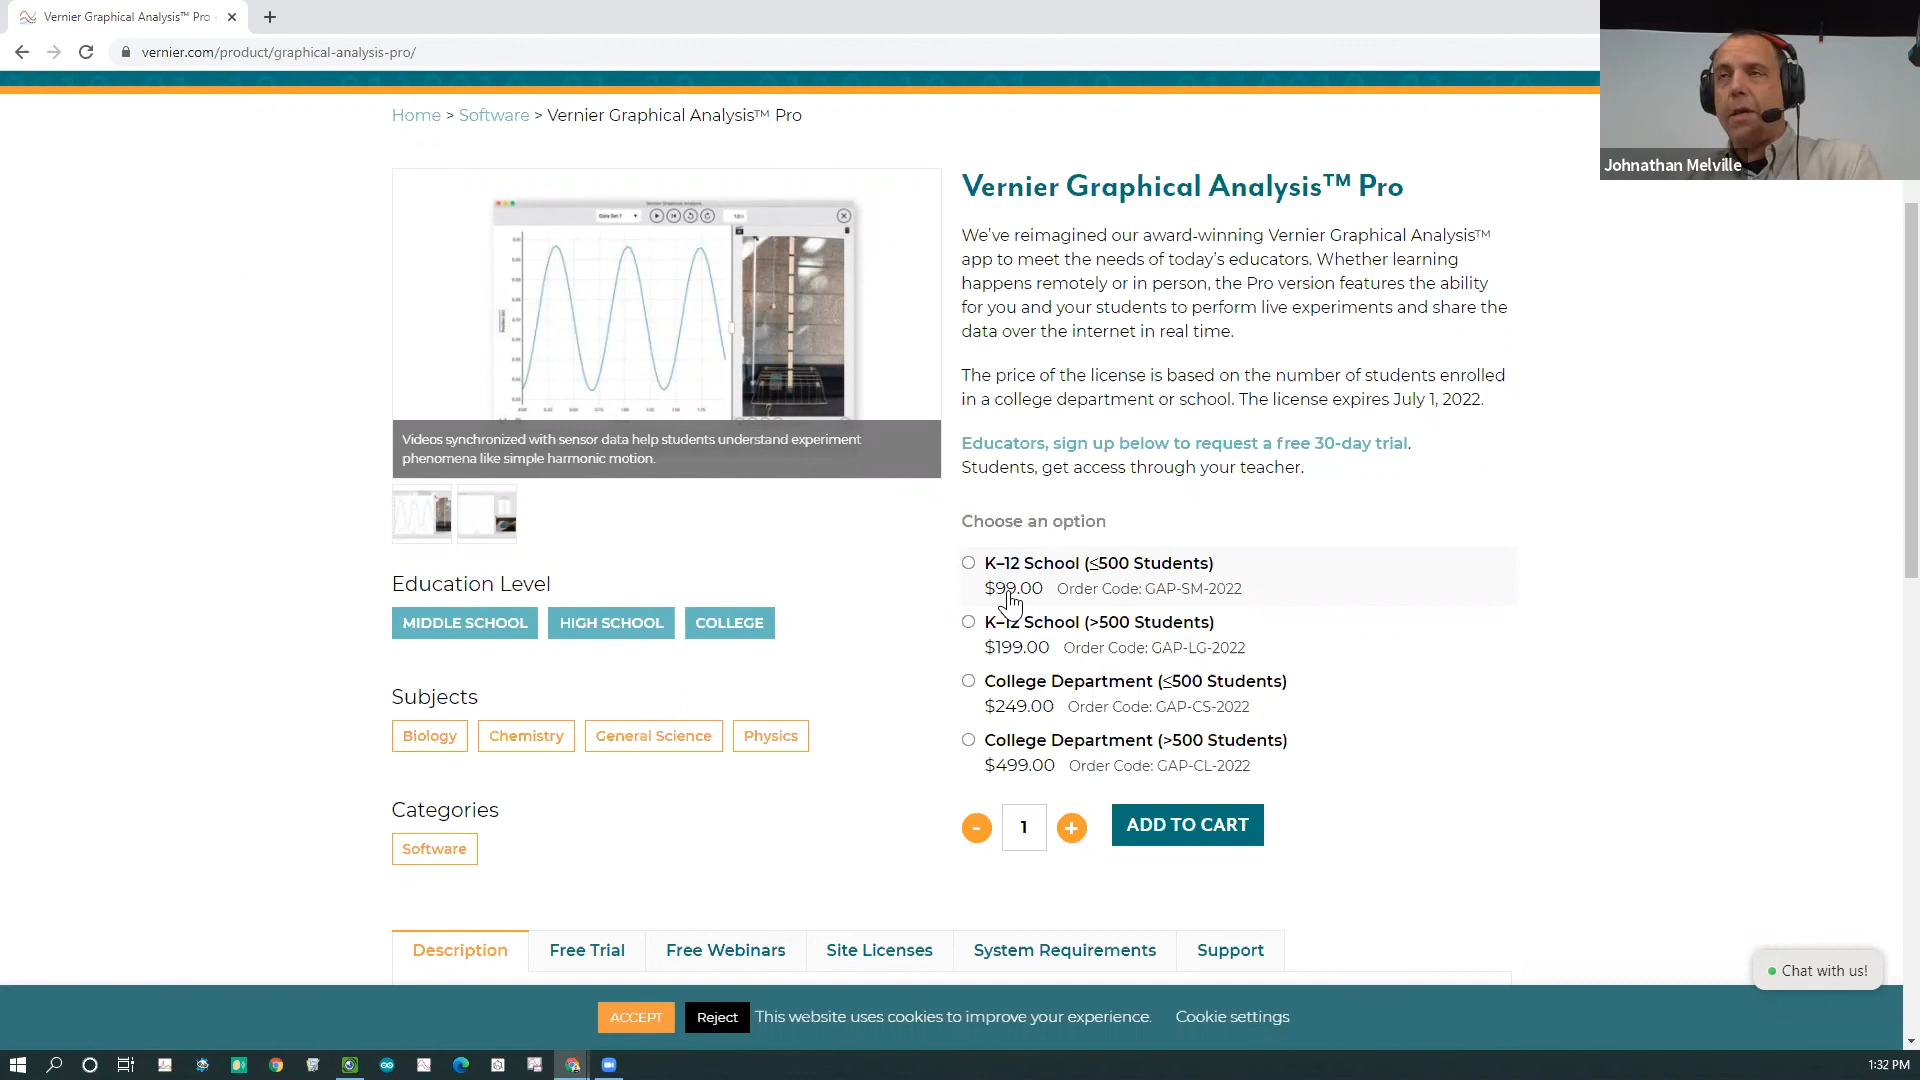 Vernier Graphical Analysis™ Pro
vernier.com/product/graphical-analysis-pro/
Johnathan Melville
Home > Software > Vernier Graphical Analysis™ Pro
Vernier Graphical Analysis
Data Set 1
Videos synchronized with sensor data help students understand experiment
phenomena like simple harmonic motion.
Education Level
MIDDLE SCHOOL
HIGH SCHOOL
COLLEGE
Subjects
Biology
Chemistry
General Science
Physics
Categories
Software
Vernier Graphical Analysis™ Pro
We've reimagined our award-winning Vernier Graphical Analysis™
app to meet the needs of today's educators. Whether learning
happens remotely or in person, the Pro version features the ability
for you and your students to perform live experiments and share the
data over the internet in real time.
The price of the license is based on the number of students enrolled
in a college department or school. The license expires July 1, 2022.
Educators, sign up below to request a free 30-day trial.
Students, get access through your teacher.
Choose an option
K–12 School (≤500 Students)
$99.00 Order Code: GAP-SM-2022
K–12 School (>500 Students)
$199.00 Order Code: GAP-LG-2022
College Department (≤500 Students)
$249.00 Order Code: GAP-CS-2022
College Department (>500 Students)
$499.00 Order Code: GAP-CL-2022
- 1 +
ADD TO CART
Description
Free Trial
Free Webinars
Site Licenses
System Requirements
Support
Chat with us!
ACCEPT
Reject
This website uses cookies to improve your experience.
Cookie settings
1:32 PM